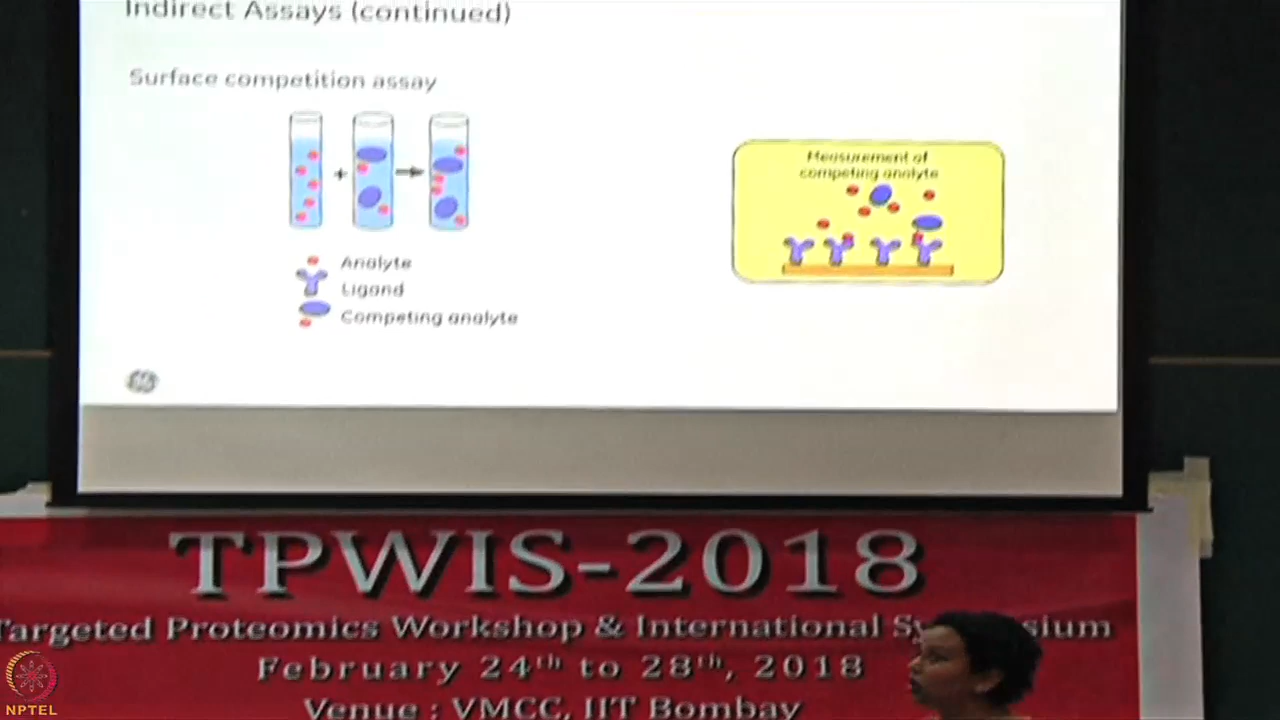 Indirect Assays (continued)
Surface competition assay
Measurement of
competing analyte
+
Analyte
Ligand
Competing analyte
GE
TPWIS-2018
Targeted Proteomics Workshop & International
February 24th to 28th, 2018
Venue : VMCC, IIT Bombay
NPTEL